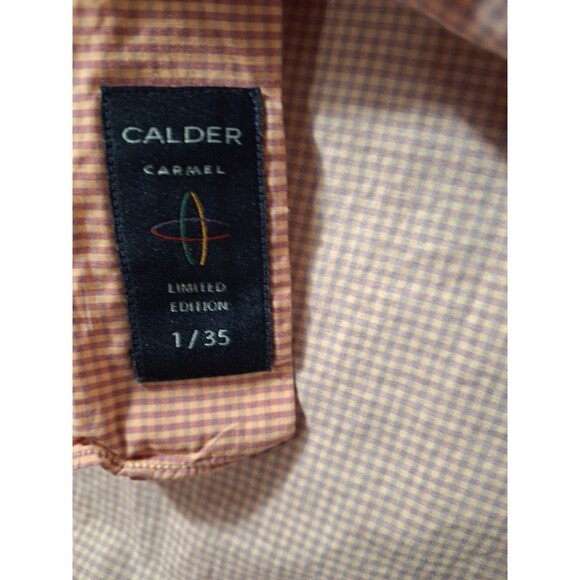 CALDER
CARMEL
LIMITED
EDITION
1/35